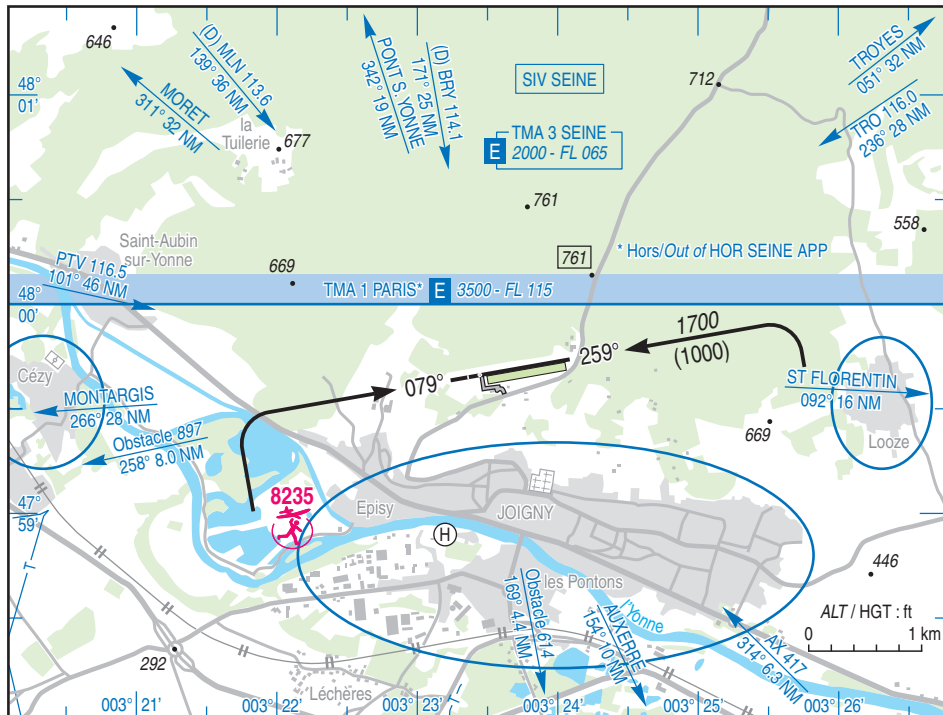 646
(D) MLN 113.6
139° 36 NM
MORET
311° 32 NM
la
Tuilerie
677
PONT S. YONNE
342° 19 NM
(D) BRY 114.1
171° 25 NM
SIV SEINE
TMA 3 SEINE
E 2000 - FL 065
712
TROYES
051° 32 NM
TRO 116.0
236° 28 NM
48°
01'
761
558
Saint-Aubin
sur-Yonne
PTV 116.5
101° 46 NM
669
761
* Hors/Out of HOR SEINE APP
TMA 1 PARIS* E 3500 - FL 115
48°
00'
1700
(1000)
259°
079°
Cézy
MONTARGIS
266° 28 NM
Obstacle 897
258° 8.0 NM
ST FLORENTIN
092° 16 NM
Looze
669
47°
59'
8235
Episy
JOIGNY
H
les Pontons
l'Yonne
446
Obstacle 614
169° 4.4 NM
AUXERRE
154° 10 NM
AX 417
314° 6.3 NM
ALT / HGT : ft
0 1 km
T
292
Léchères
T
003° 21'
003° 22'
003° 23'
003° 24'
003° 25'
003° 26'